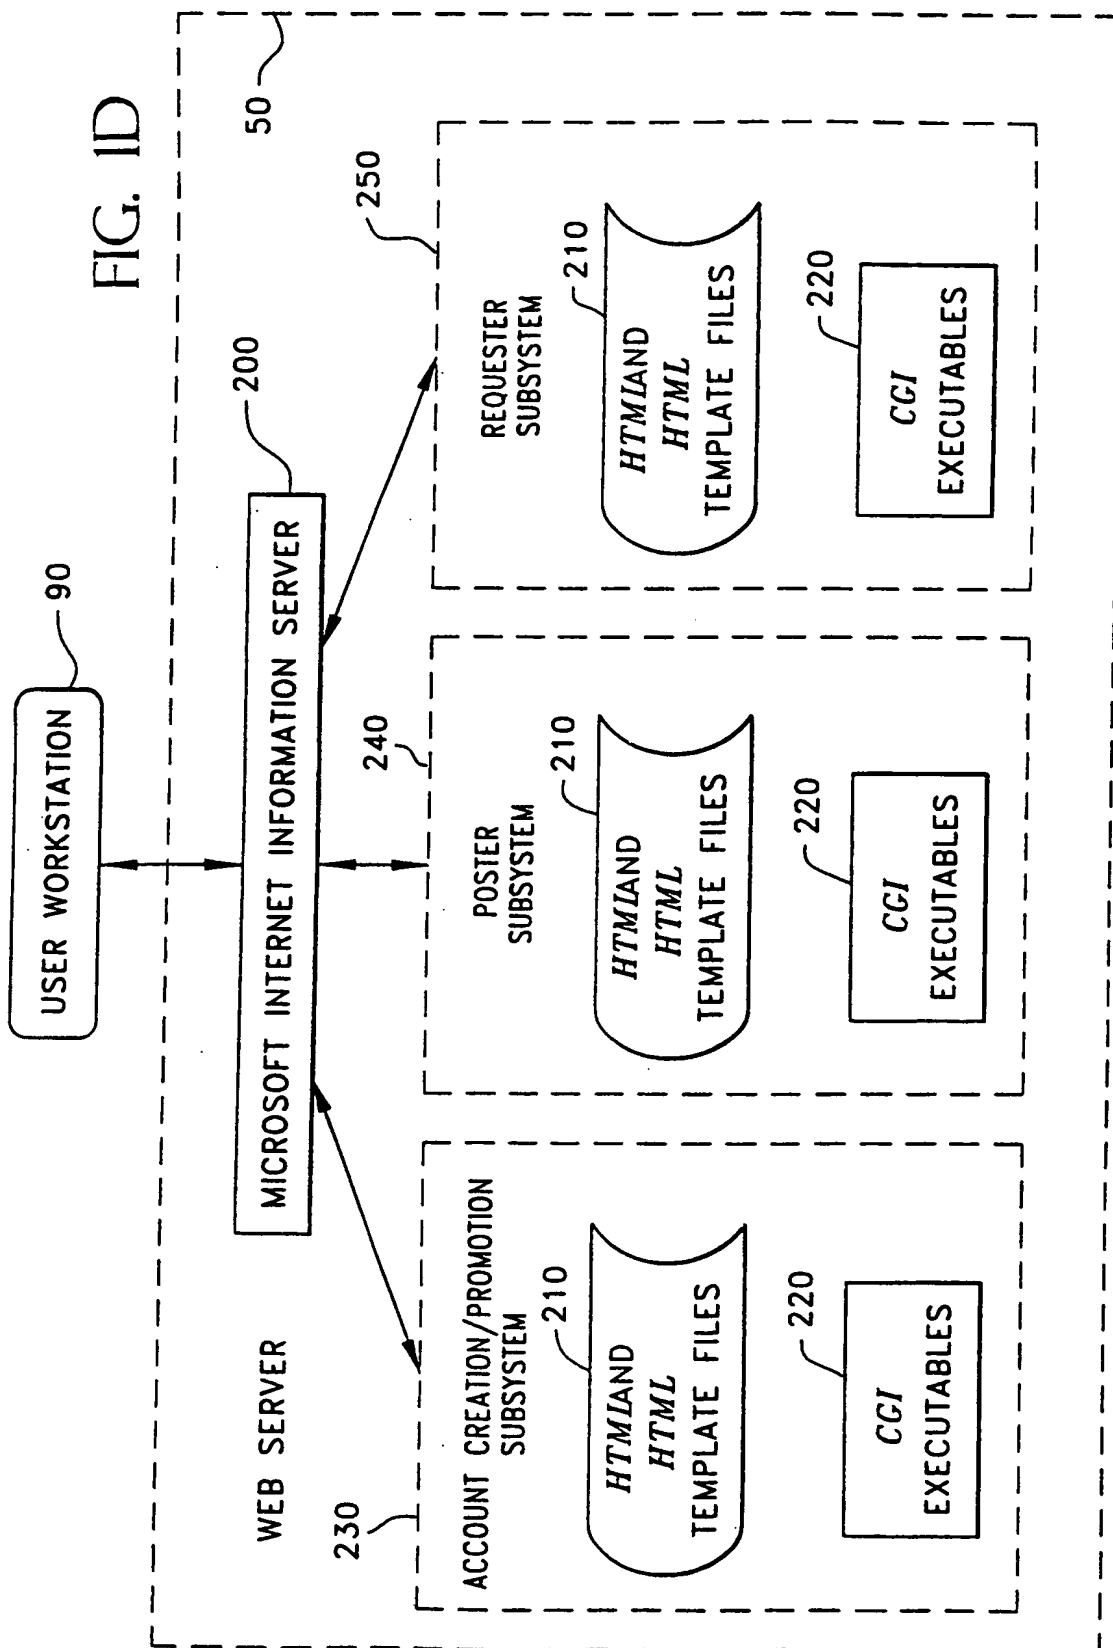 FIG. 1D
USER WORKSTATION
90
50
WEB SERVER
MICROSOFT INTERNET INFORMATION SERVER
200
230
ACCOUNT CREATION/PROMOTION
SUBSYSTEM
210
HTMLAND
HTML
TEMPLATE FILES
220
CGI
EXECUTABLES
240
POSTER
SUBSYSTEM
210
HTMLAND
HTML
TEMPLATE FILES
220
CGI
EXECUTABLES
250
REQUESTER
SUBSYSTEM
210
HTMLAND
HTML
TEMPLATE FILES
220
CGI
EXECUTABLES